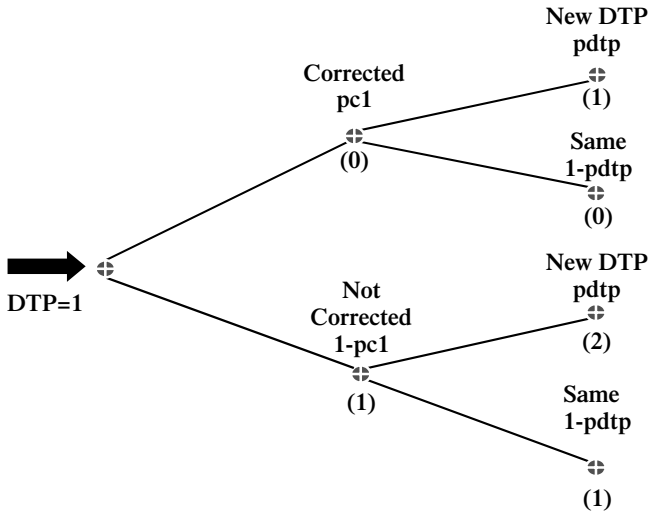 New DTP
pdtp
(1)
Corrected
pc1
(0)
Same
1-pdtp
(0)
DTP=1
New DTP
pdtp
(2)
Not
Corrected
1-pc1
(1)
Same
1-pdtp
(1)